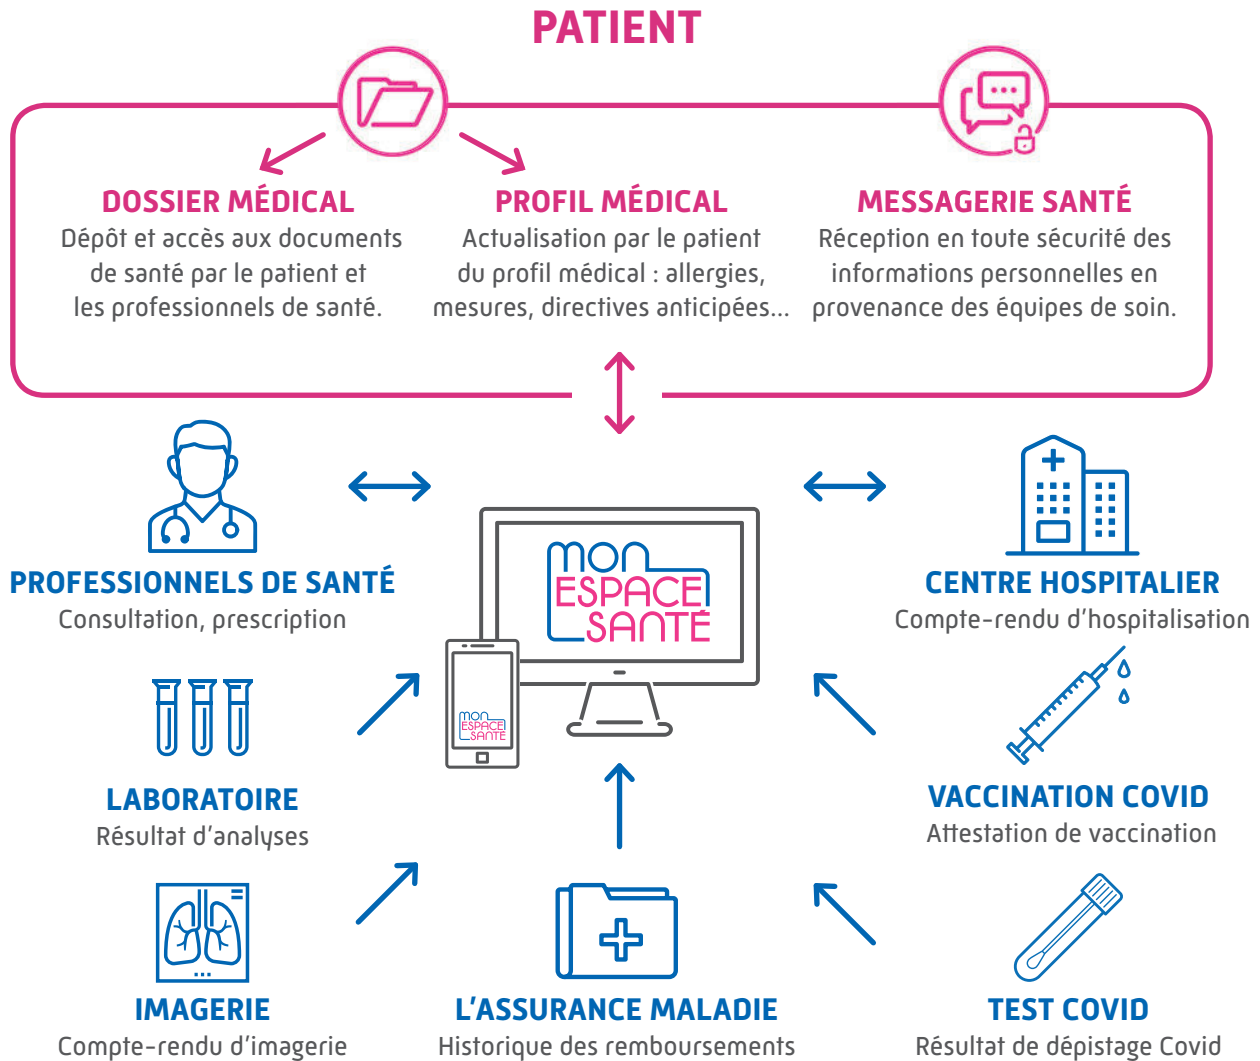 PATIENT
DOSSIER MÉDICAL
Dépôt et accès aux documents
de santé par le patient et
les professionnels de santé.
PROFIL MÉDICAL
Actualisation par le patient
du profil médical : allergies,
mesures, directives anticipées...
MESSAGERIE SANTÉ
Réception en toute sécurité des
informations personnelles en
provenance des équipes de soin.
PROFESSIONNELS DE SANTÉ
Consultation, prescription
mon
ESPACE
SANTÉ
mon
ESPACE
SANTÉ
CENTRE HOSPITALIER
Compte-rendu d'hospitalisation
LABORATOIRE
Résultat d'analyses
VACCINATION COVID
Attestation de vaccination
IMAGERIE
Compte-rendu d'imagerie
L'ASSURANCE MALADIE
Historique des remboursements
TEST COVID
Résultat de dépistage Covid